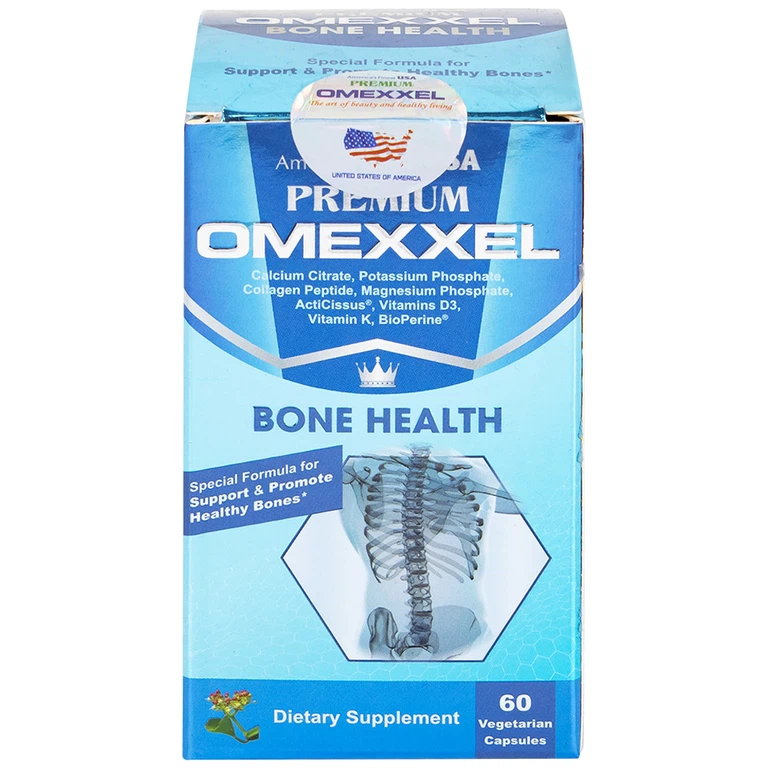 OMEXXEL
BONE HEALTH
Special Formula for
Support & Promote Healthy Bones*
USA
PREMIUM
OMEXXEL
The art of beauty and healthy living
UNITED STATES OF AMERICA
PREMIUM
OMEXXEL
Calcium Citrate, Potassium Phosphate,
Collagen Peptide, Magnesium Phosphate,
ActiCissus®, Vitamins D3,
Vitamin K, BioPerine®
BONE HEALTH
Special Formula for
Support & Promote
Healthy Bones*
Dietary Supplement
60
Vegetarian
Capsules